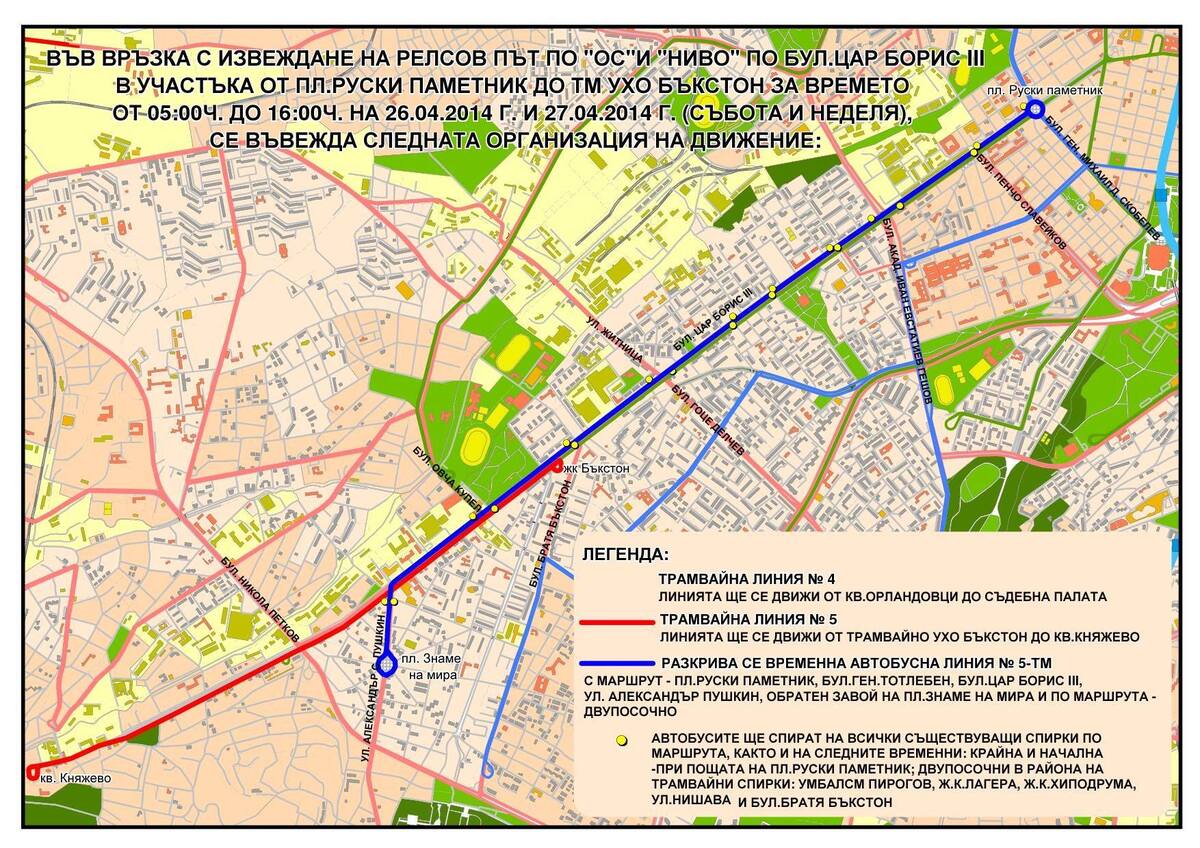 ВЪВ ВРЪЗКА С ИЗВЕЖДАНЕ НА РЕЛСОВ ПЪТ ПО "ОС"И "НИВО" ПО БУЛ.ЦАР БОРИС III
В УЧАСТЪКА ОТ ПЛ.РУСКИ ПАМЕТНИК ДО ТМ УХО БЪКСТОН ЗА ВРЕМЕТО
ОТ 05:00Ч. ДО 16:00Ч. НА 26.04.2014 Г. И 27.04.2014 Г. (СЪБОТА И НЕДЕЛЯ),
СЕ ВЪВЕЖДА СЛЕДНАТА ОРГАНИЗАЦИЯ НА ДВИЖЕНИЕ:
пл. Руски паметник
БУЛ. ГЕН. МИХАИЛ Д. СКОБЕЛЕВ
БУЛ. ПЕНЧО СЛАВЕЙКОВ
БУЛ. АКАД. ИВАН ЕВСТАТИЕВ ГЕШОВ
БУЛ. ЦАР БОРИС III
УЛ. ЖИТНИЦА
БУЛ. ГОЦЕ ДЕЛЧЕВ
БУЛ. ОВЧА КУПЕЛ
жк Бъкстон
БУЛ. БРАТЯ БЪКСТОН
БУЛ. НИКОЛА ПЕТКОВ
УЛ. АЛЕКСАНДЪР С. ПУШКИН
пл. Знаме
на мира
кв. Княжево
ЛЕГЕНДА:
ТРАМВАЙНА ЛИНИЯ № 4
ЛИНИЯТА ЩЕ СЕ ДВИЖИ ОТ КВ.ОРЛАНДОВЦИ ДО СЪДЕБНА ПАЛАТА
ТРАМВАЙНА ЛИНИЯ № 5
ЛИНИЯТА ЩЕ СЕ ДВИЖИ ОТ ТРАМВАЙНО УХО БЪКСТОН ДО КВ.КНЯЖЕВО
РАЗКРИВА СЕ ВРЕМЕННА АВТОБУСНА ЛИНИЯ № 5-ТМ
С МАРШРУТ - ПЛ.РУСКИ ПАМЕТНИК, БУЛ.ГЕН.ТОТЛЕБЕН, БУЛ.ЦАР БОРИС III,
УЛ. АЛЕКСАНДЪР ПУШКИН, ОБРАТЕН ЗАВОЙ НА ПЛ.ЗНАМЕ НА МИРА И ПО МАРШРУТА -
ДВУПОСОЧНО
АВТОБУСИТЕ ЩЕ СПИРАТ НА ВСИЧКИ СЪЩЕСТВУВАЩИ СПИРКИ ПО
МАРШРУТА, КАКТО И НА СЛЕДНИТЕ ВРЕМЕННИ: КРАЙНА И НАЧАЛНА
-ПРИ ПОЩАТА НА ПЛ.РУСКИ ПАМЕТНИК; ДВУПОСОЧНИ В РАЙОНА НА
ТРАМВАЙНИ СПИРКИ: УМБАЛСМ ПИРОГОВ, Ж.К.ЛАГЕРА, Ж.К.ХИПОДРУМА,
УЛ.НИШАВА И БУЛ.БРАТЯ БЪКСТОН